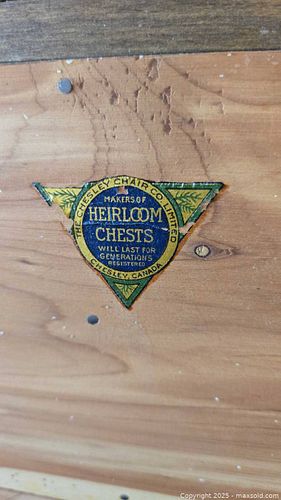 THE CHESLEY CHAIR CO. LIMITED
MAKERS OF
HEIRLOOM
CHESTS
WILL LAST FOR
GENERATIONS
REGISTERED
CHESLEY, CANADA
Copyright © 2025 - maxsold.com